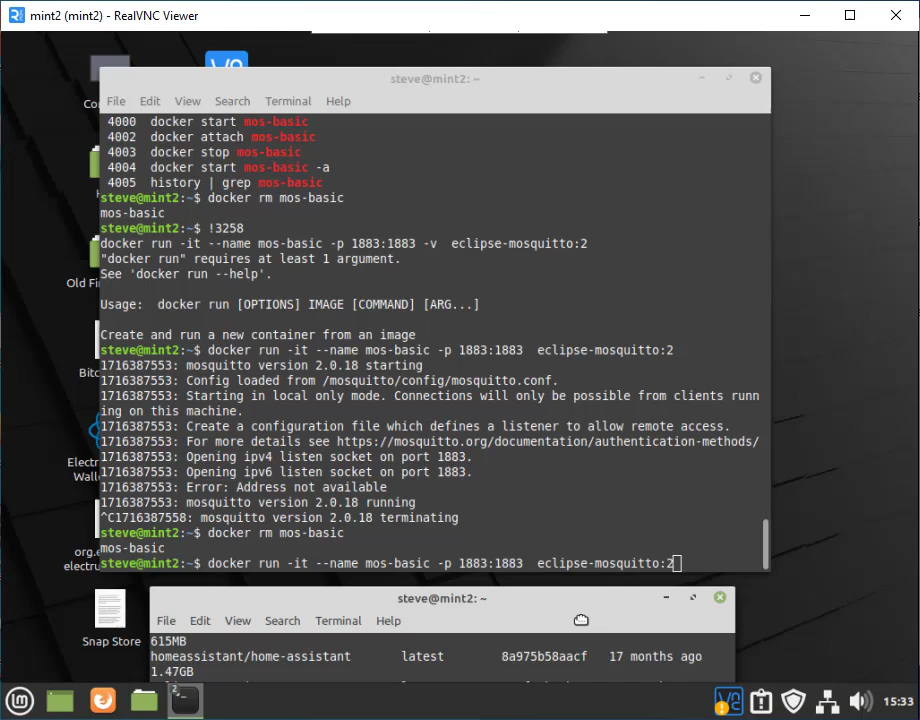 mint2 (mint2) - RealVNC Viewer
steve@mint2: ~
File Edit View Search Terminal Help
4000 docker start mos-basic
4002 docker attach mos-basic
4003 docker stop mos-basic
4004 docker start mos-basic -a
4005 history | grep mos-basic
steve@mint2:~$ docker rm mos-basic
mos-basic
steve@mint2:~$ !3258
docker run -it --name mos-basic -p 1883:1883 -v  eclipse-mosquitto:2
"docker run" requires at least 1 argument.
See 'docker run --help'.
Usage:  docker run [OPTIONS] IMAGE [COMMAND] [ARG...]
Create and run a new container from an image
steve@mint2:~$ docker run -it --name mos-basic -p 1883:1883  eclipse-mosquitto:2
1716387553: mosquitto version 2.0.18 starting
1716387553: Config loaded from /mosquitto/config/mosquitto.conf.
1716387553: Starting in local only mode. Connections will only be possible from clients runn
ing on this machine.
1716387553: Create a configuration file which defines a listener to allow remote access.
1716387553: For more details see https://mosquitto.org/documentation/authentication-methods/
1716387553: Opening ipv4 listen socket on port 1883.
1716387553: Opening ipv6 listen socket on port 1883.
1716387553: Error: Address not available
1716387553: mosquitto version 2.0.18 running
^C1716387558: mosquitto version 2.0.18 terminating
steve@mint2:~$ docker rm mos-basic
mos-basic
steve@mint2:~$ docker run -it --name mos-basic -p 1883:1883  eclipse-mosquitto:2
Old Fi
Bitc
Electr
Walle
org.e
electru
Snap Store
steve@mint2: ~
File Edit View Search Terminal Help
615MB
homeassistant/home-assistant latest 8a975b58aacf 17 months ago
1.47GB
2
15:33